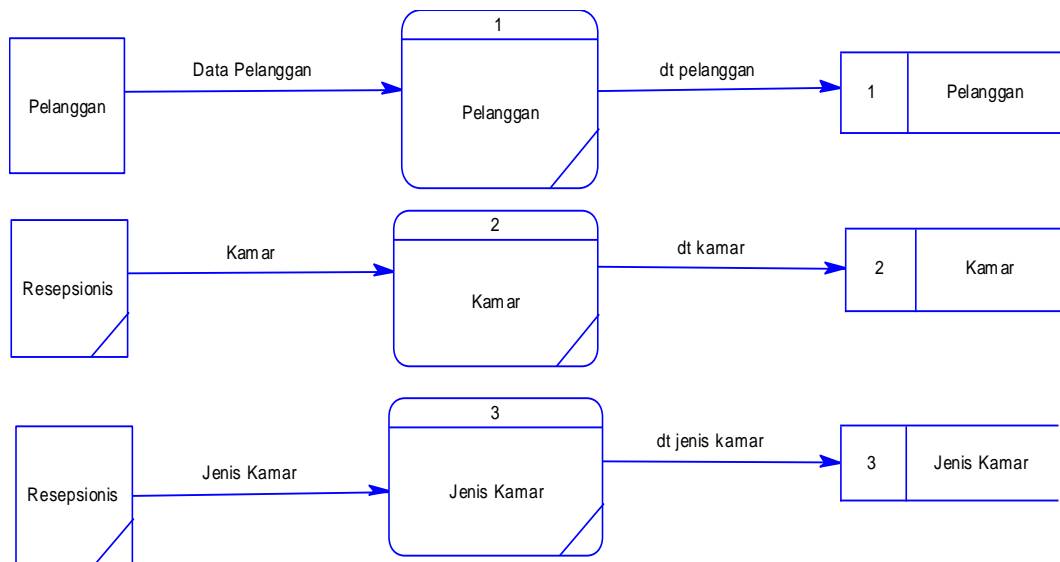 1
Pelanggan
Data Pelanggan
Pelanggan
dt pelanggan
1
Pelanggan
2
Resepsionis
Kamar
Kamar
dt kamar
2
Kamar
3
Resepsionis
Jenis Kamar
Jenis Kamar
dt jenis kamar
3
Jenis Kamar